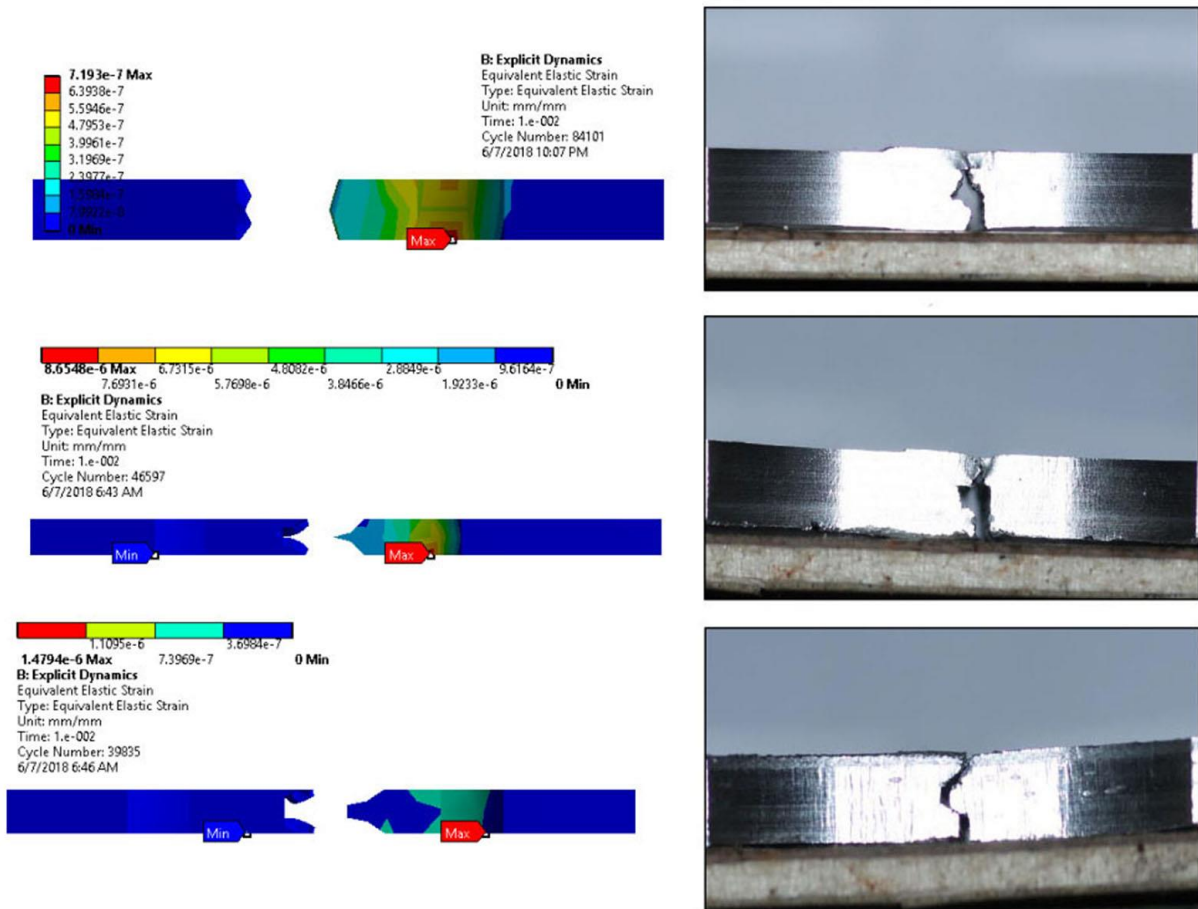 7.193e-7 Max
6.3938e-7
5.5946e-7
4.7953e-7
3.9961e-7
3.1969e-7
2.3977e-7
0 Min
B: Explicit Dynamics
Equivalent Elastic Strain
Type: Equivalent Elastic Strain
Unit: mm/mm
Time: 1.e-002
Cycle Number: 84101
6/7/2018 10:07 PM
Max
8.6548e-6 Max 6.7315e-6 4.8082e-6 2.8849e-6 9.6164e-7
7.6931e-6 5.7698e-6 3.8466e-6 1.9233e-6 0 Min
B: Explicit Dynamics
Equivalent Elastic Strain
Type: Equivalent Elastic Strain
Unit: mm/mm
Time: 1.e-002
Cycle Number: 46597
6/7/2018 6:43 AM
Min Max
1.1095e-6 3.6984e-7
1.4794e-6 Max 7.3969e-7 0 Min
B: Explicit Dynamics
Equivalent Elastic Strain
Type: Equivalent Elastic Strain
Unit: mm/mm
Time: 1.e-002
Cycle Number: 39835
6/7/2018 6:46 AM
Min Max